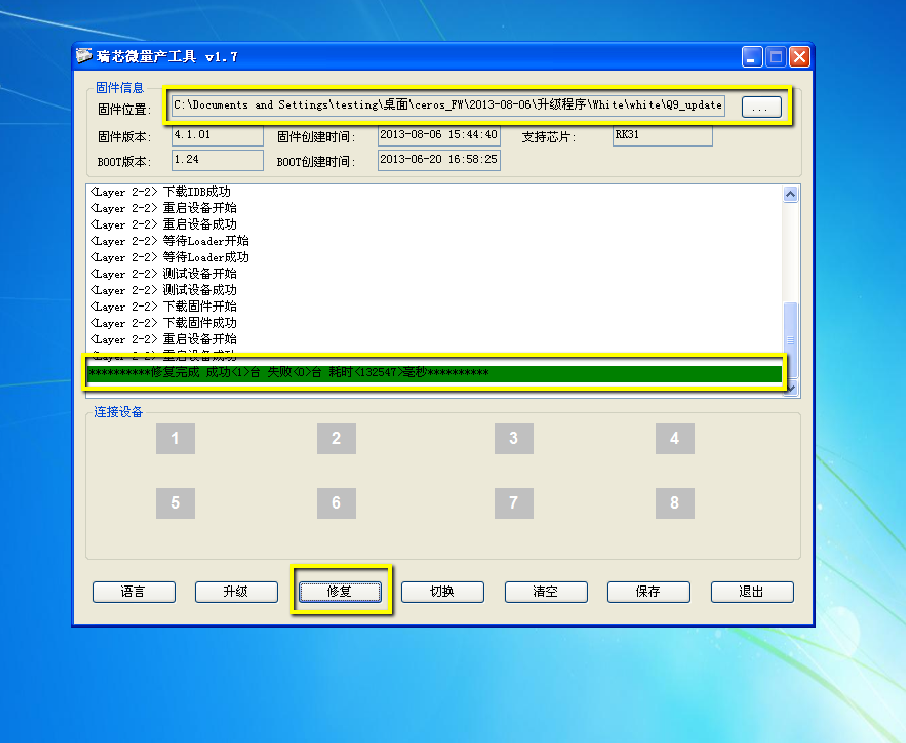 瑞芯微量产工具 v1.7
固件信息
固件位置: C:\Documents and Settings\testing\桌面\ceros_FW\2013-08-06\升级程序\White\white\Q9_update ...
固件版本: 4.1.01 固件创建时间: 2013-08-06 15:44:40 支持芯片: RK31
BOOT版本: 1.24 BOOT创建时间: 2013-06-20 16:58:25
<Layer 2-2> 下载IDB成功
<Layer 2-2> 重启设备开始
<Layer 2-2> 重启设备成功
<Layer 2-2> 等待Loader开始
<Layer 2-2> 等待Loader成功
<Layer 2-2> 测试设备开始
<Layer 2-2> 测试设备成功
<Layer 2-2> 下载固件开始
<Layer 2-2> 下载固件成功
<Layer 2-2> 重启设备开始
<Layer 2-2> 重启设备成功
**********修复完成 成功<1>台 失败<0>台 耗时<132547>毫秒**********
连接设备
1 2 3 4
5 6 7 8
语言 升级 修复 切换 清空 保存 退出